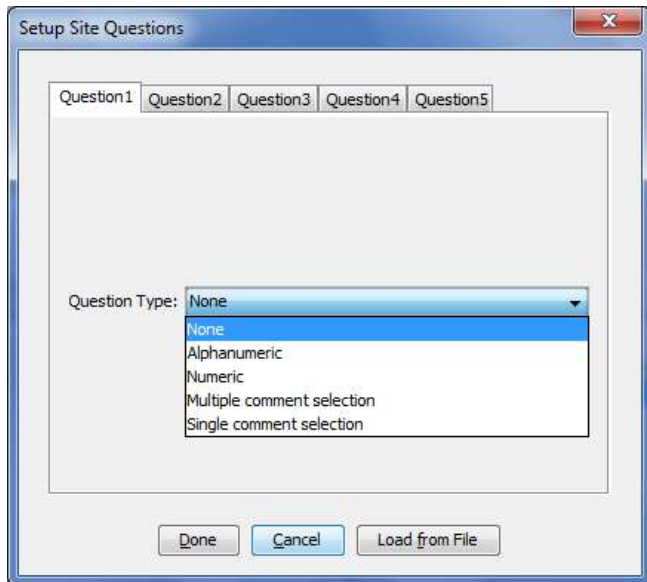 Setup Site Questions
Question1 Question2 Question3 Question4 Question5
Question Type: None
None
Alphanumeric
Numeric
Multiple comment selection
Single comment selection
Done Cancel Load from File